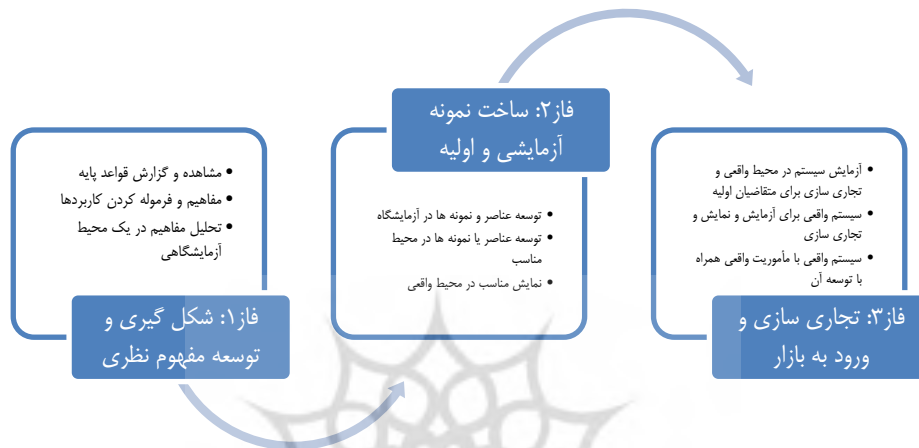 • مشاهده و گزارش قواعد پایه
• مفاهیم و فرموله کردن کاربردها
• تحلیل مفاهیم در یک محیط
آزمایشگاهی
فاز۱: شکل گیری و
توسعه مفهوم نظری
فاز۲: ساخت نمونه
آزمایشی و اولیه
• توسعه عناصر و نمونه ها در آزمایشگاه
• توسعه عناصر یا نمونه ها در محیط
مناسب
• نمایش مناسب در محیط واقعی
• آزمایش سیستم در محیط واقعی و
تجاری سازی برای متقاضیان اولیه
• سیستم واقعی برای آزمایش و نمایش و
تجاری سازی
• سیستم واقعی با مأموریت واقعی همراه
با توسعه آن
فاز۳: تجاری سازی و
ورود به بازار